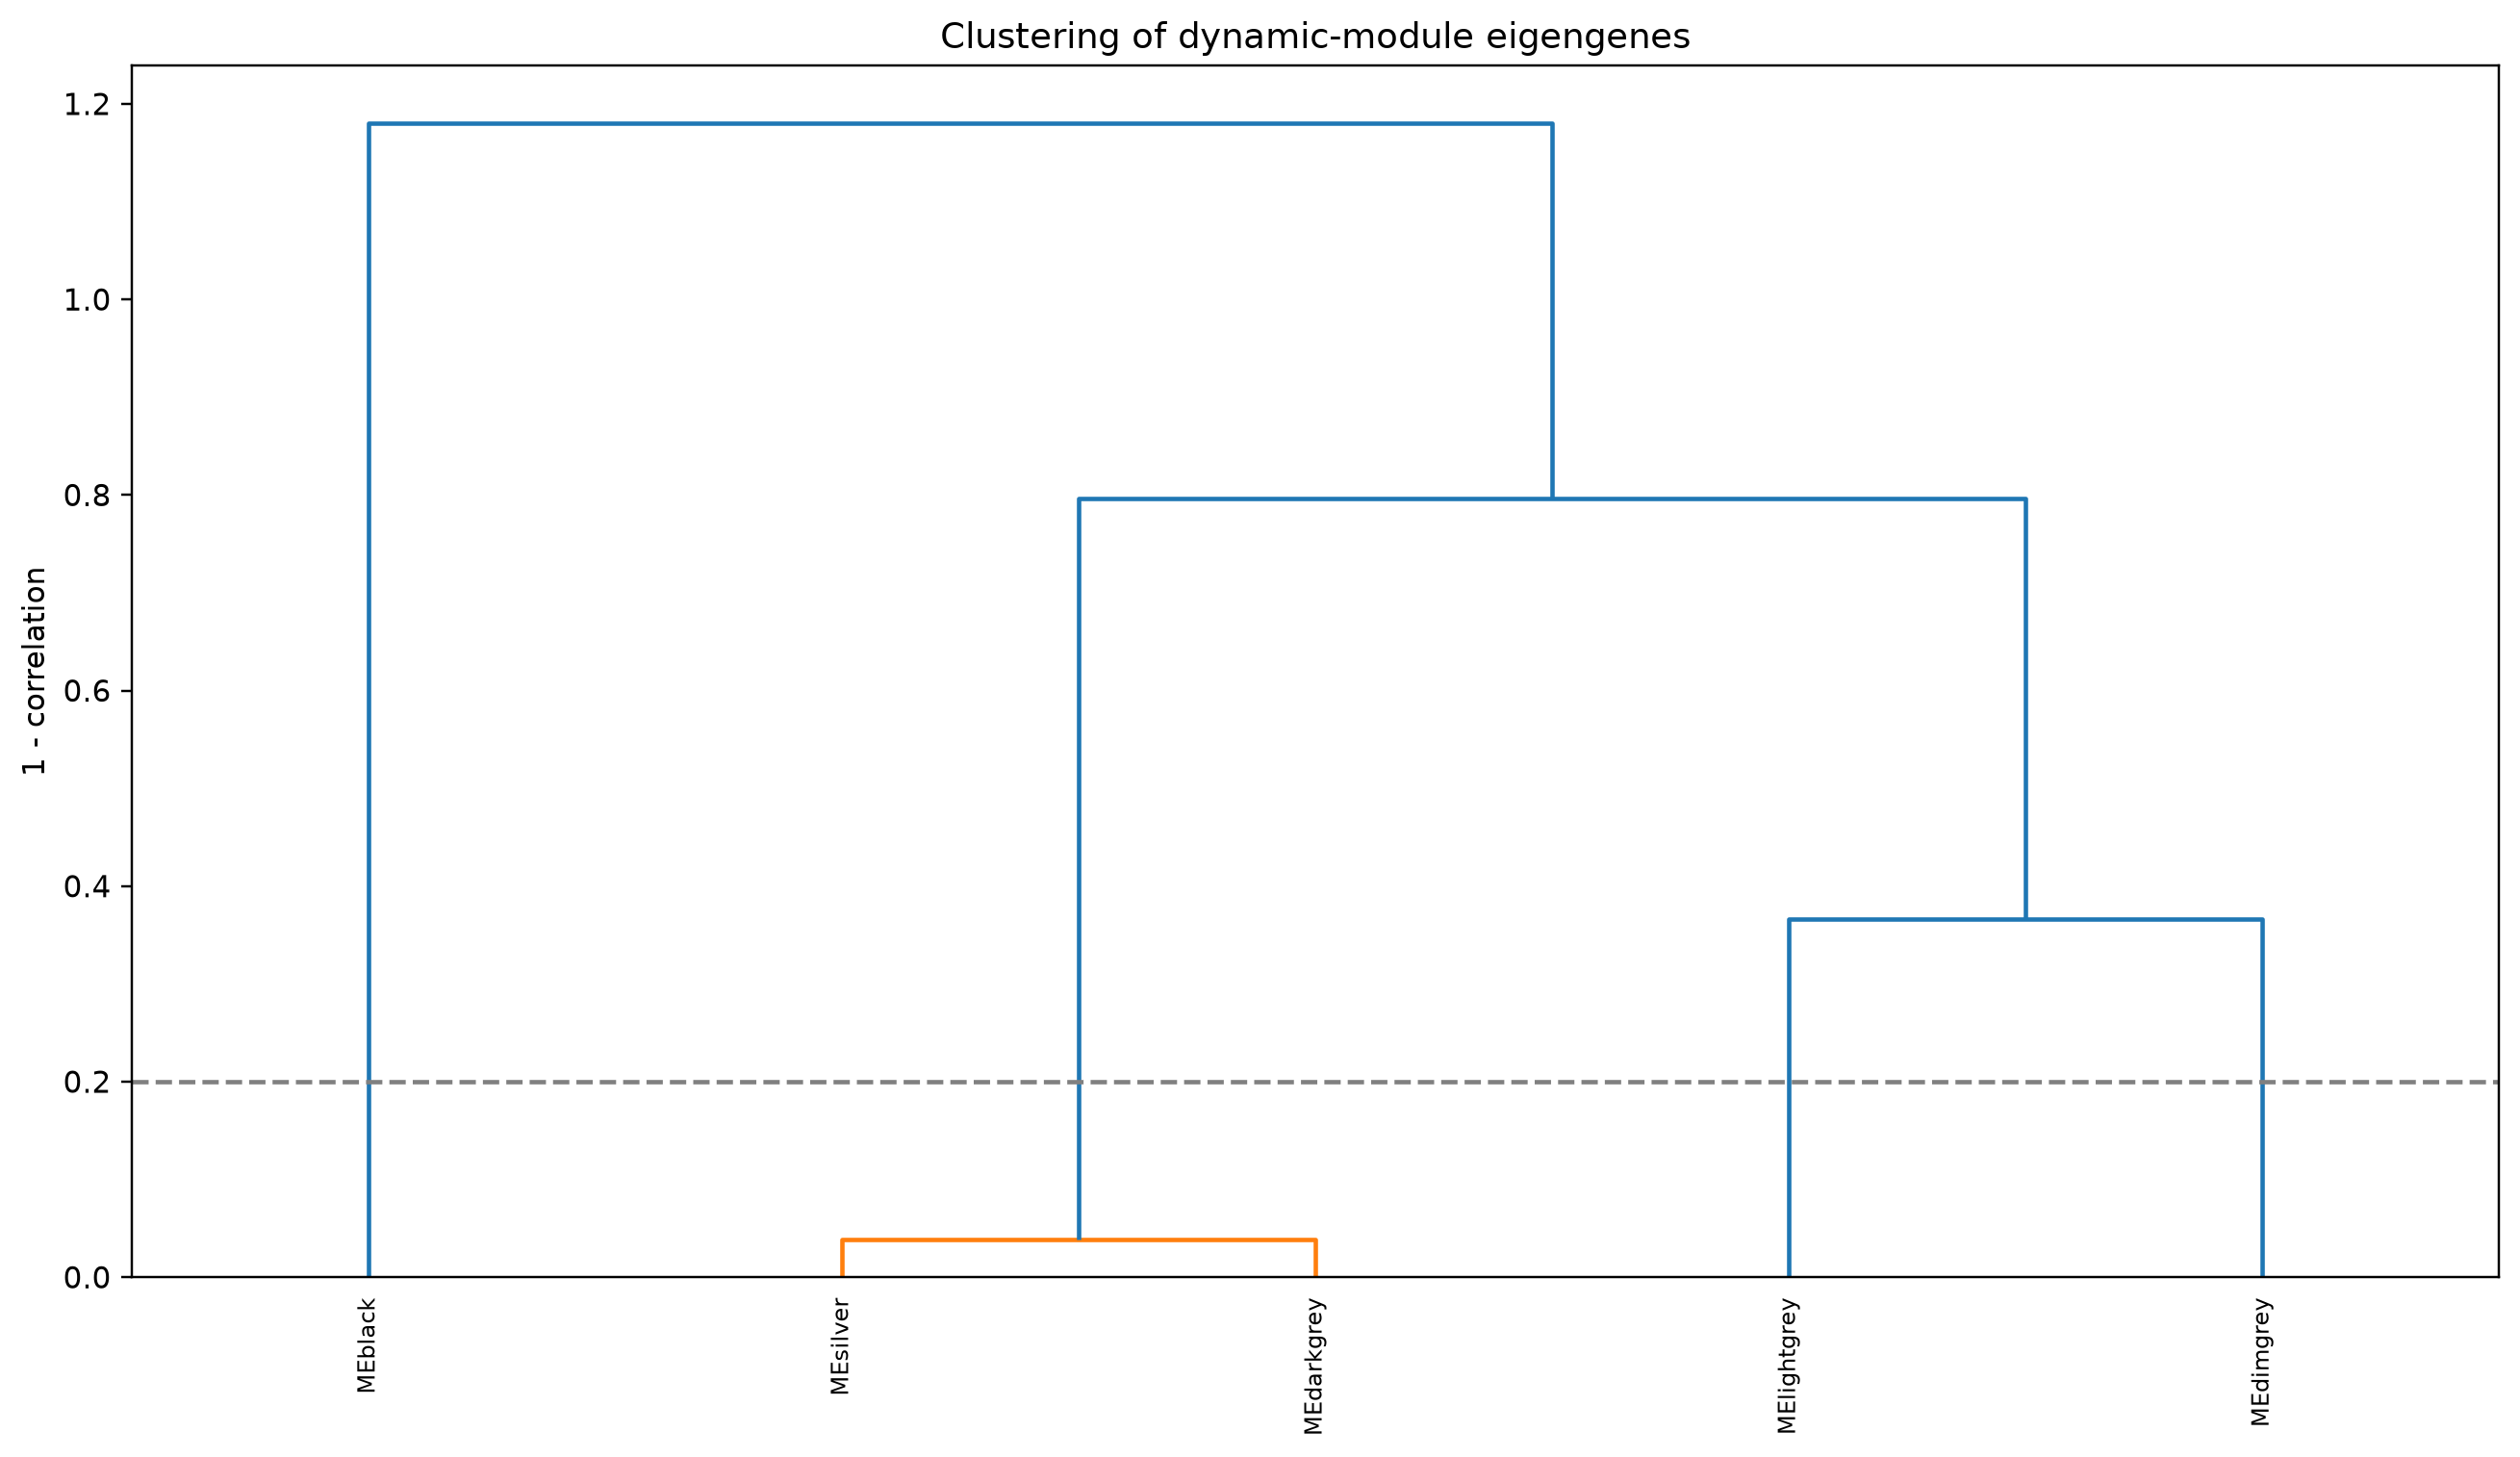 Clustering of dynamic-module eigengenes
1 - correlation
1.2
1.0
0.8
0.6
0.4
0.2
0.0
MEblack
MEsilver
MEdarkgrey
MElightgrey
MEdimgrey